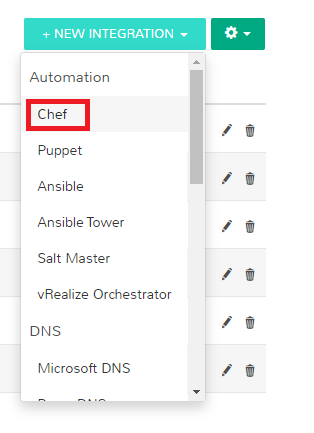 + NEW INTEGRATION
Automation
Chef
Puppet
Ansible
Ansible Tower
Salt Master
vRealize Orchestrator
DNS
Microsoft DNS